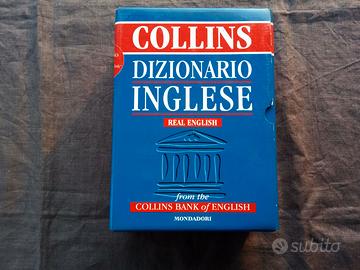 COLLINS
DIZIONARIO
INGLESE
REAL ENGLISH
from the
COLLINS BANK of ENGLISH
MONDADORI
subito